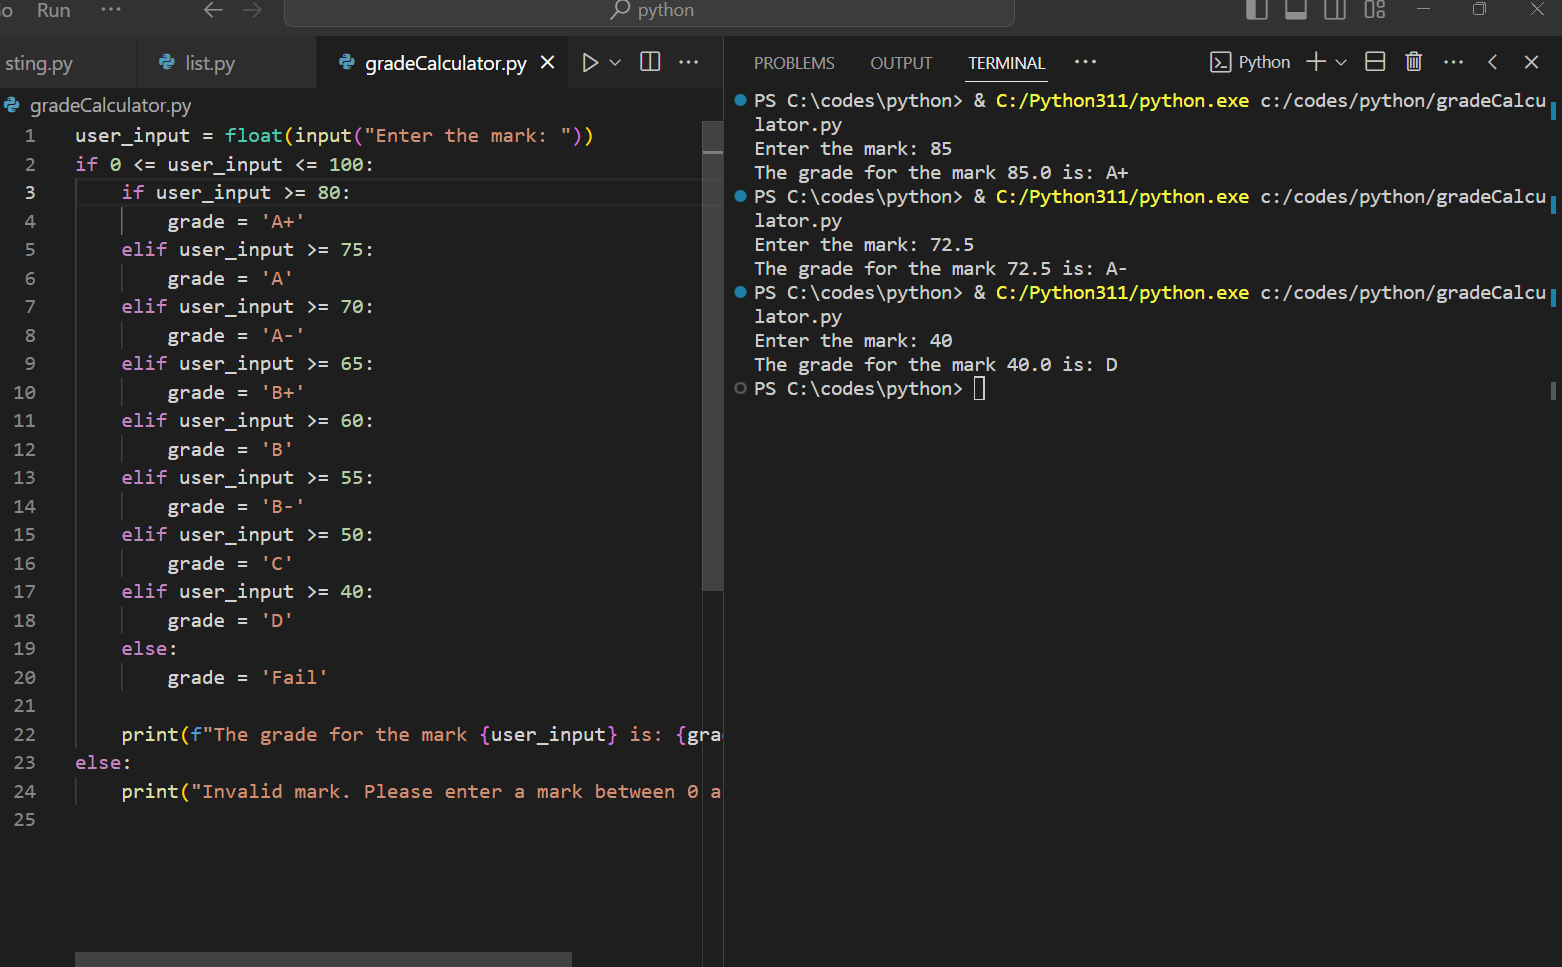 Run ···
python
sting.py
list.py
gradeCalculator.py
gradeCalculator.py
1 user_input = float(input("Enter the mark: "))
2 if 0 <= user_input <= 100:
3 if user_input >= 80:
4 grade = 'A+'
5 elif user_input >= 75:
6 grade = 'A'
7 elif user_input >= 70:
8 grade = 'A-'
9 elif user_input >= 65:
10 grade = 'B+'
11 elif user_input >= 60:
12 grade = 'B'
13 elif user_input >= 55:
14 grade = 'B-'
15 elif user_input >= 50:
16 grade = 'C'
17 elif user_input >= 40:
18 grade = 'D'
19 else:
20 grade = 'Fail'
21
22 print(f"The grade for the mark {user_input} is: {gra
23 else:
24 print("Invalid mark. Please enter a mark between 0 a
25
PROBLEMS OUTPUT TERMINAL ···
Python
PS C:\codes\python> & C:/Python311/python.exe c:/codes/python/gradeCalcu
lator.py
Enter the mark: 85
The grade for the mark 85.0 is: A+
PS C:\codes\python> & C:/Python311/python.exe c:/codes/python/gradeCalcu
lator.py
Enter the mark: 72.5
The grade for the mark 72.5 is: A-
PS C:\codes\python> & C:/Python311/python.exe c:/codes/python/gradeCalcu
lator.py
Enter the mark: 40
The grade for the mark 40.0 is: D
PS C:\codes\python>